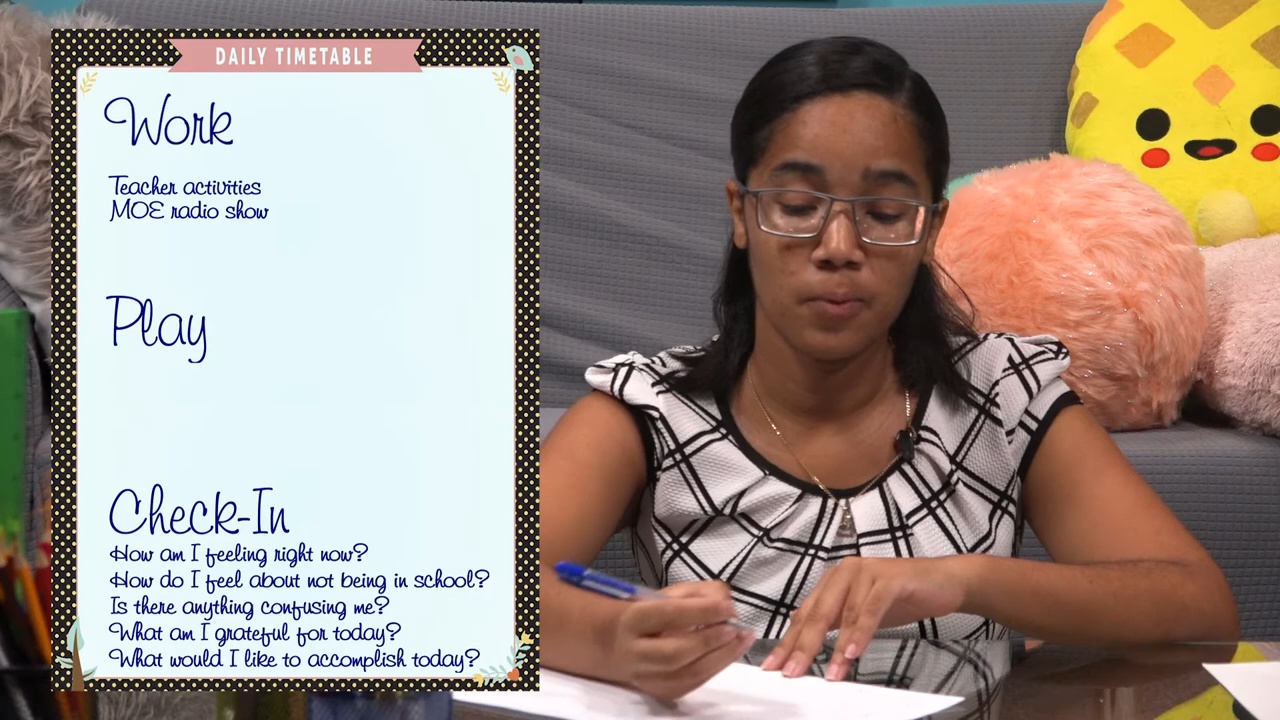 DAILY TIMETABLE
Work
Teacher activities
MOE radio show
Play
Check-In
How am I feeling right now?
How do I feel about not being in school?
Is there anything confusing me?
What am I grateful for today?
What would I like to accomplish today?